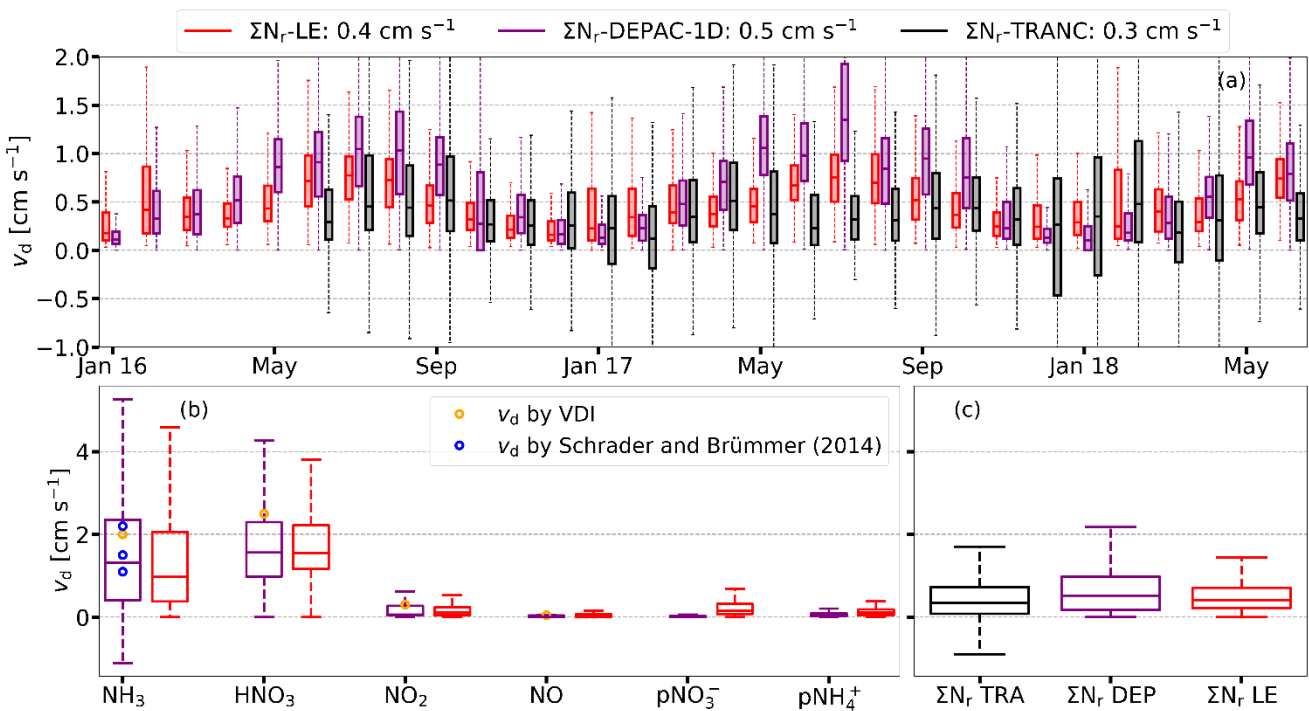 ΣNr-LE: 0.4 cm s⁻¹ ΣNr-DEPAC-1D: 0.5 cm s⁻¹ ΣNr-TRANC: 0.3 cm s⁻¹
2.0
(a)
1.5
1.0
0.5
0.0
−0.5
−1.0
vd [cm s⁻¹]
Jan 16 May Sep Jan 17 May Sep Jan 18 May
(b) vd by VDI (c)
vd by Schrader and Brümmer (2014)
4
2
0
vd [cm s⁻¹]
NH₃ HNO₃ NO₂ NO pNO₃⁻ pNH₄⁺ ΣNr TRA ΣNr DEP ΣNr LE